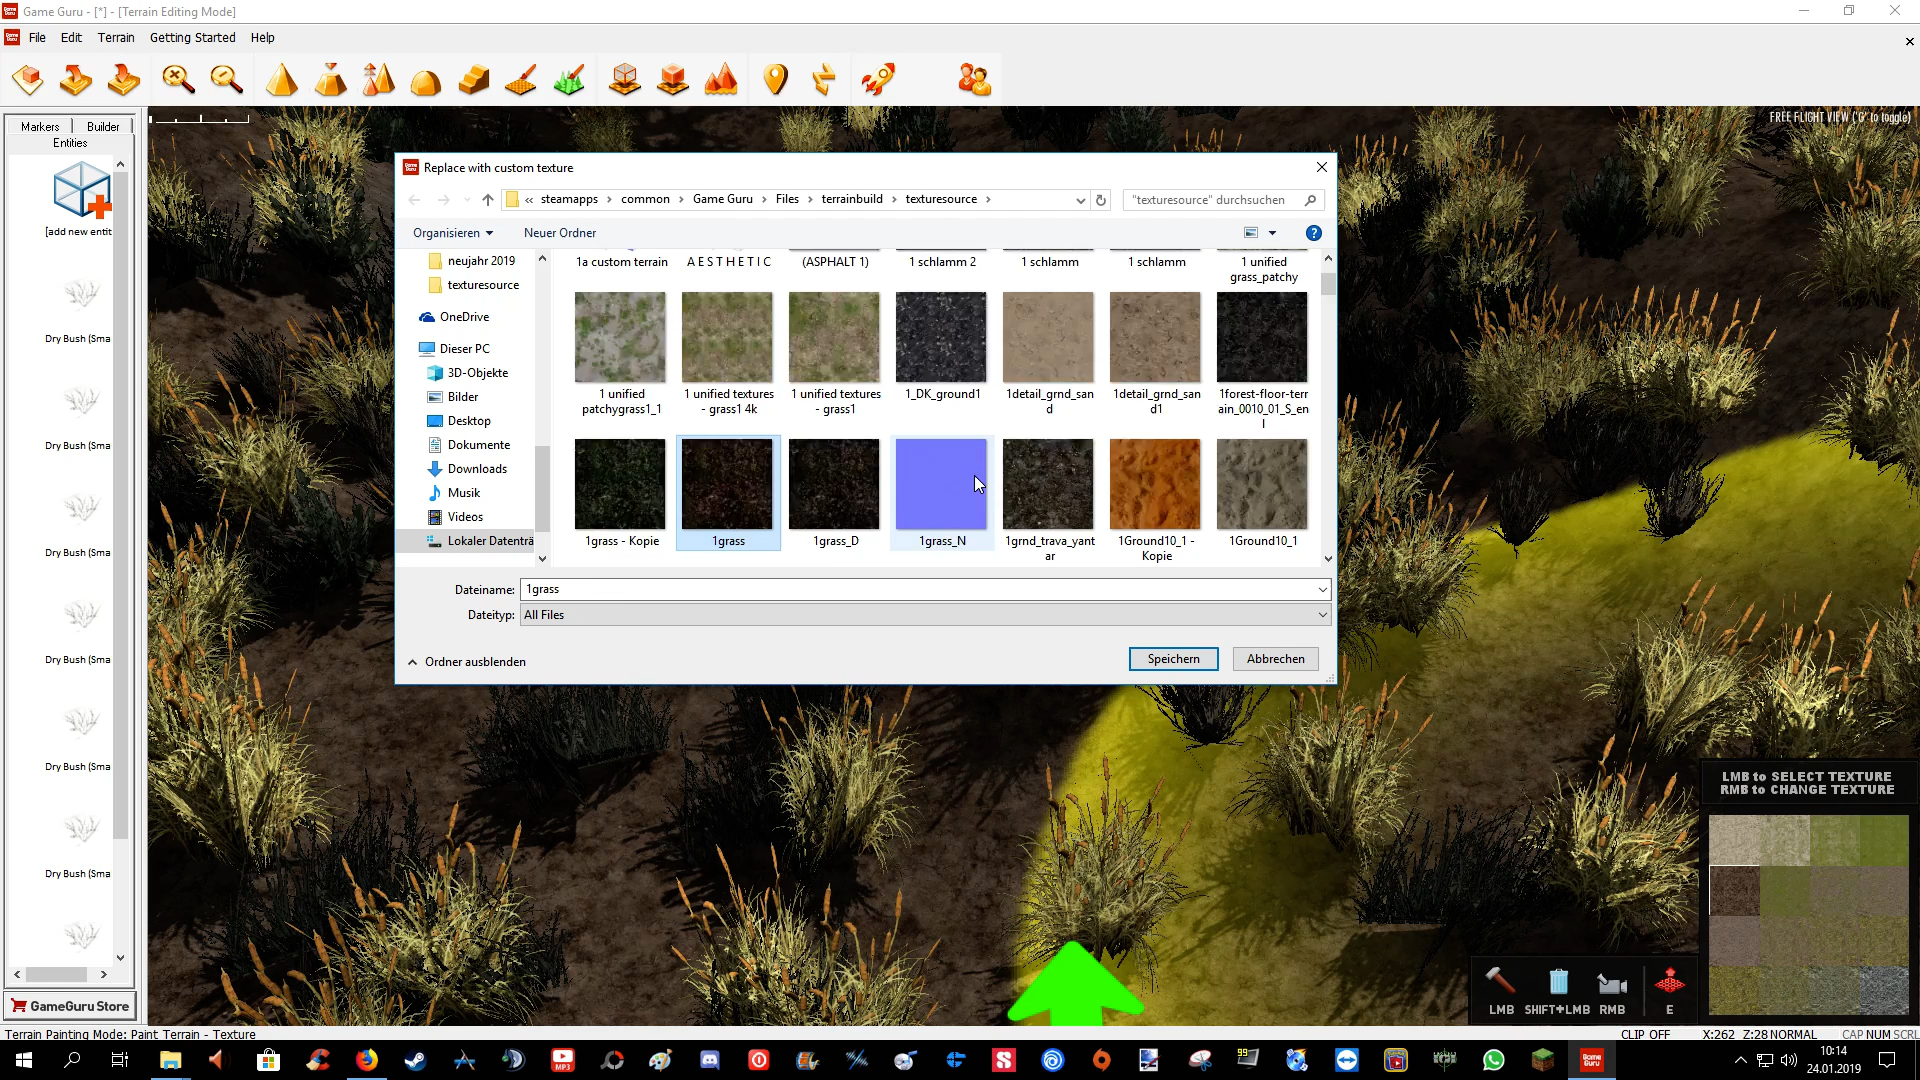 Game Guru - [*] - [Terrain Editing Mode]
File Edit Terrain Getting Started Help
Markers Builder
Entities
[add new entit
Dry Bush (Sma
Dry Bush (Sma
Dry Bush (Sma
Dry Bush (Sma
Dry Bush (Sma
Dry Bush (Sma
GameGuru Store
FREE FLIGHT VIEW ('G' to toggle)
Replace with custom texture
« steamapps > common > Game Guru > Files > terrainbuild > texturesource >
"texturesource" durchsuchen
Organisieren Neuer Ordner
neujahr 2019
texturesource
OneDrive
Dieser PC
3D-Objekte
Bilder
Desktop
Dokumente
Downloads
Musik
Videos
Lokaler Datenträ
1a custom terrain A E S T H E T I C (ASPHALT 1) 1 schlamm 2 1 schlamm 1 schlamm 1 unified
grass_patchy
1 unified 1 unified textures 1 unified textures 1_DK_ground1 1detail_grnd_san 1detail_grnd_san 1forest-floor-terr
patchygrass1_1 - grass1 4k - grass1 d d1 ain_0010_01_S_en
l
1grass - Kopie 1grass 1grass_D 1grass_N 1grnd_trava_yant 1Ground10_1 - 1Ground10_1
ar Kopie
Dateiname: 1grass
Dateityp: All Files
Ordner ausblenden
Speichern Abbrechen
LMB to SELECT TEXTURE
RMB to CHANGE TEXTURE
LMB SHIFT+LMB RMB E
Terrain Painting Mode: Paint Terrain - Texture
CLIP OFF X:262 Z:28 NORMAL CAP NUM SCRL
MP3
99
Game
Guru
10:14
24.01.2019